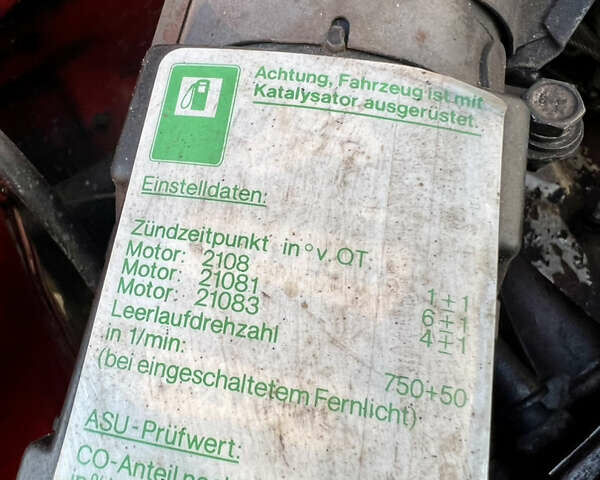 Achtung, Fahrzeug ist mit
Katalysator ausgerüstet.
Einstelldaten:
Zündzeitpunkt in ° v. OT.
Motor: 2108 1±1
Motor: 21081 6±1
Motor: 21083 4±1
Leerlaufdrehzahl
in 1/min: 750+50
(bei eingeschaltetem Fernlicht)
ASU-Prüfwert:
CO-Anteil